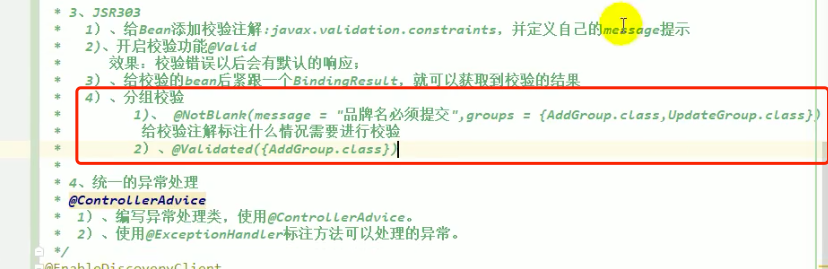 * 3、JSR303
* 1）、给Bean添加校验注解:javax.validation.constraints，并定义自己的message提示
* 2）、开启校验功能@Valid
* 效果：校验错误以后会有默认的响应；
* 3）、给校验的bean后紧跟一个BindingResult，就可以获取到校验的结果
* 4）、分组校验
* 1）、 @NotBlank(message = "品牌名必须提交",groups = {AddGroup.class,UpdateGroup.class})
* 给校验注解标注什么情况需要进行校验
* 2）、@Validated({AddGroup.class})
*
* 4、统一的异常处理
* @ControllerAdvice
* 1）、编写异常处理类，使用@ControllerAdvice。
* 2）、使用@ExceptionHandler标注方法可以处理的异常。
*/
@EnableDiscoveryClient